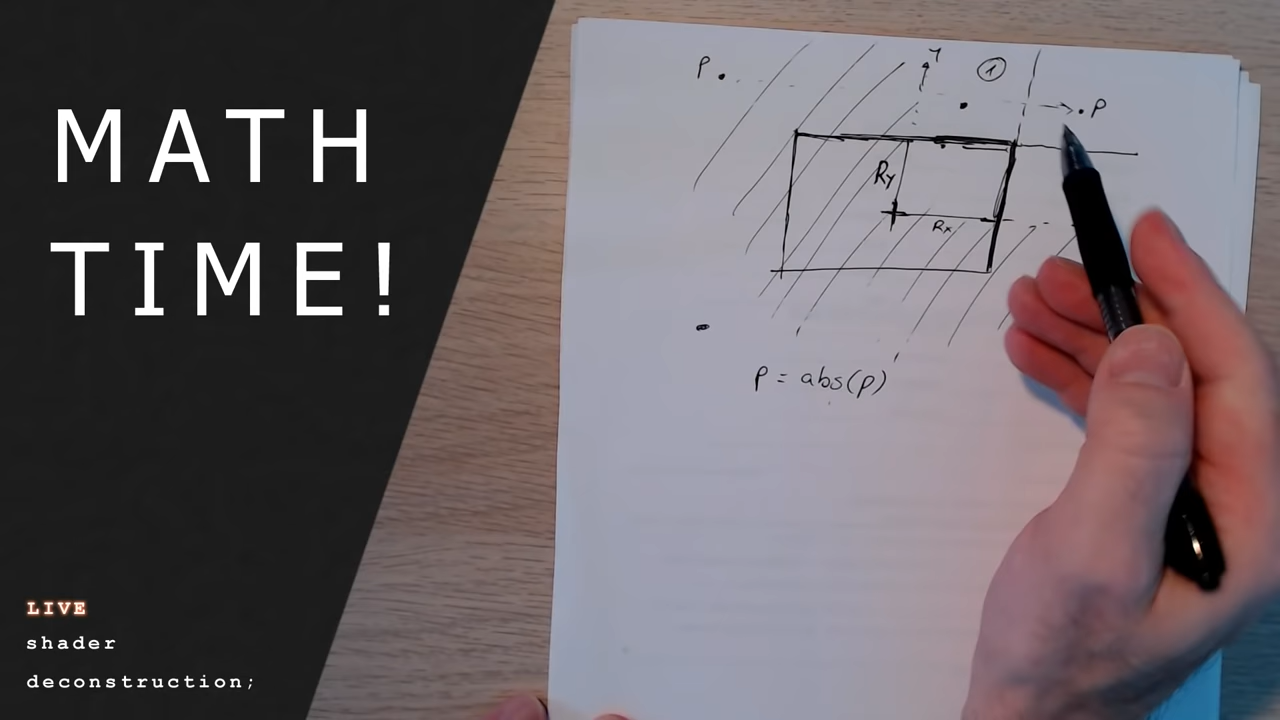 MATH
TIME!
LIVE
shader
deconstruction;
P.
y
1
P
Ry
Rx
P = abs(p)